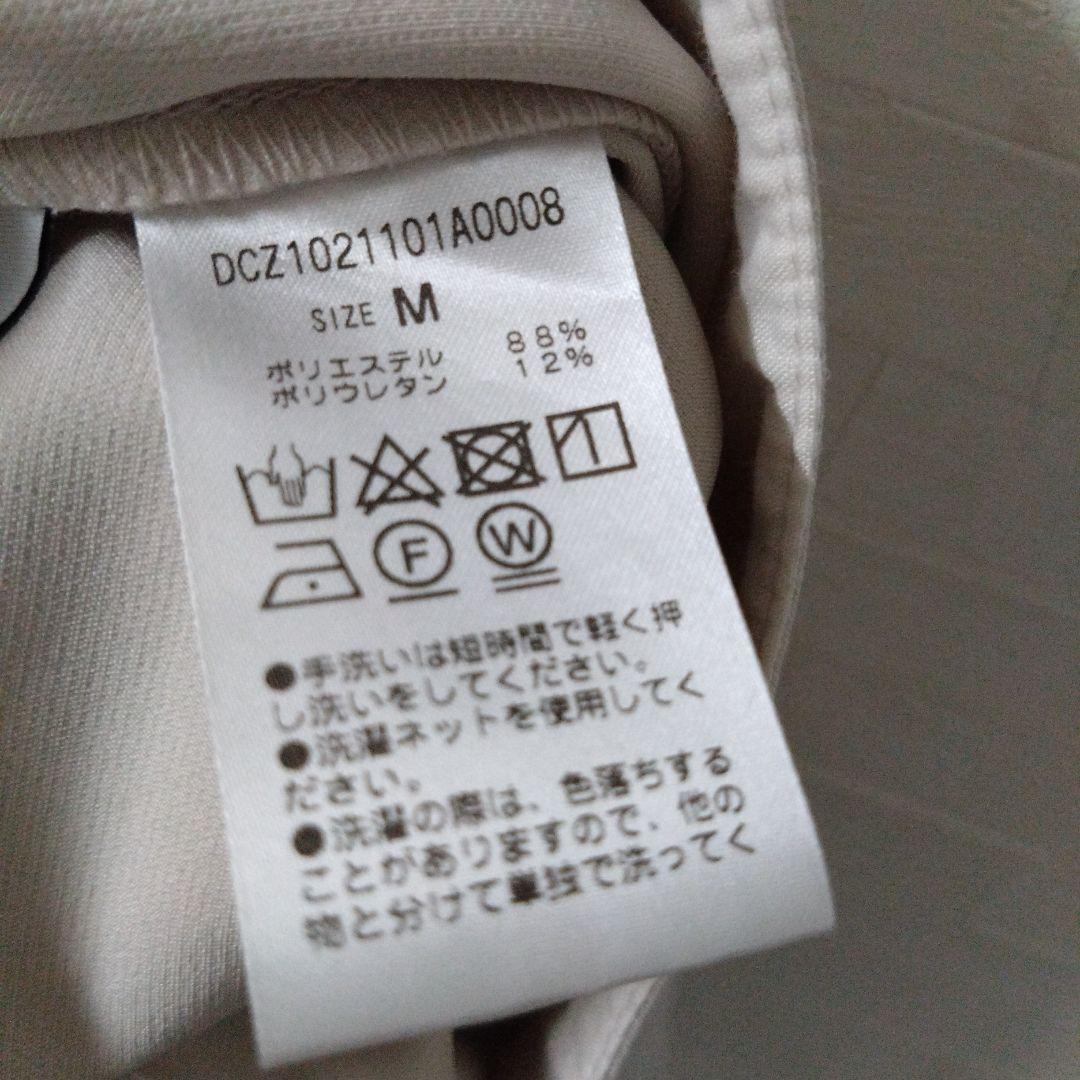 DCZ1021101A0008
SIZE M
ポリエステル 88%
ポリウレタン 12%
F W
●手洗いは短時間で軽く押
し洗いをしてください。
●洗濯ネットを使用してく
ださい。
●洗濯の際は、色落ちする
ことがありますので、他の
物と分けて単独で洗ってく